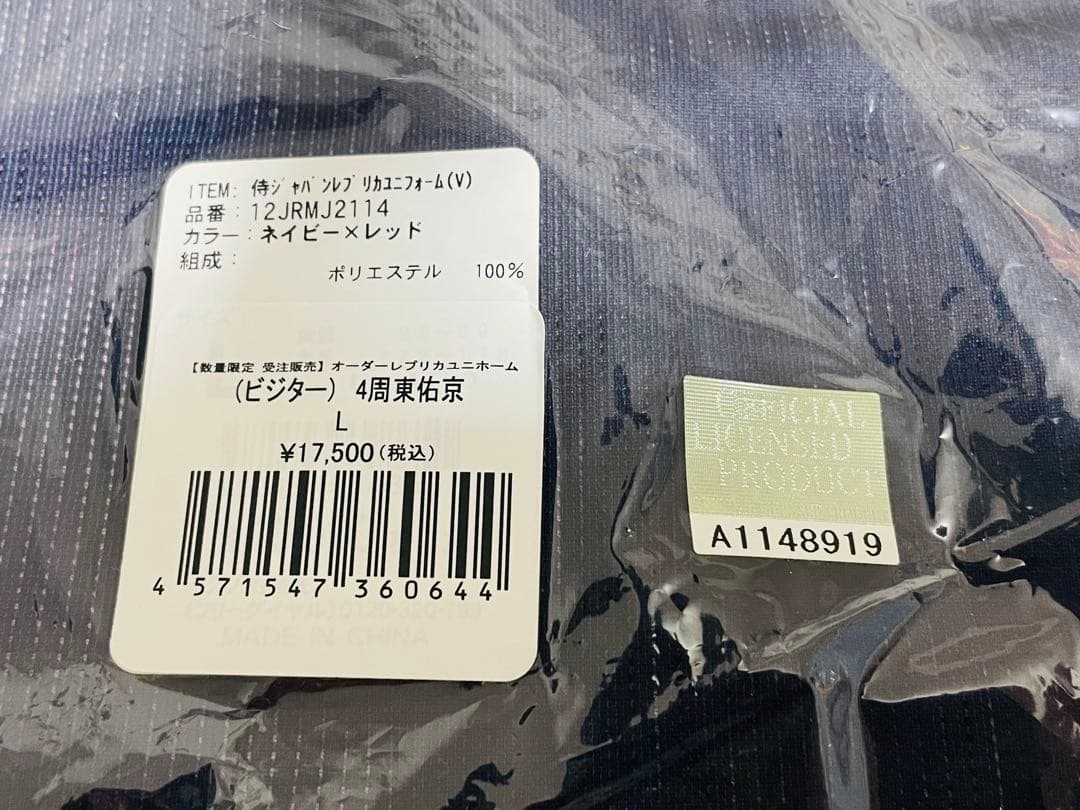 ITEM: 侍ジャパンレプリカユニフォーム(V)
品番：12JRMJ2114
カラー：ネイビー×レッド
組成：
ポリエステル 100%
【数量限定 受注販売】オーダーレプリカユニホーム
(ビジター) 4周東佑京
L
¥17,500(税込)
4 571547 360644
OFFICIAL
LICENSED
PRODUCT
A1148919
MADE IN CHINA